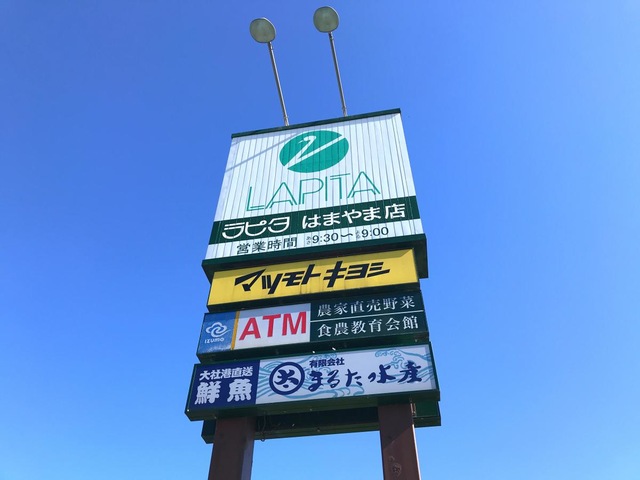 LAPITA
ラピタ はまやま店
営業時間 9:30〜9:00
マツモトキヨシ
IZUMO
ATM
農家直売野菜
食農教育会館
大社港直送
鮮魚
有限会社
まるたつ水産